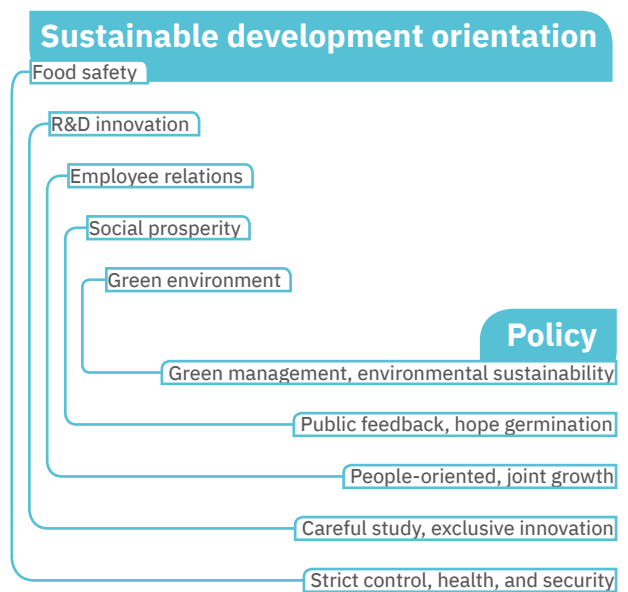 Sustainable development orientation
Food safety
R&D innovation
Employee relations
Social prosperity
Green environment
Policy
Green management, environmental sustainability
Public feedback, hope germination
People-oriented, joint growth
Careful study, exclusive innovation
Strict control, health, and security